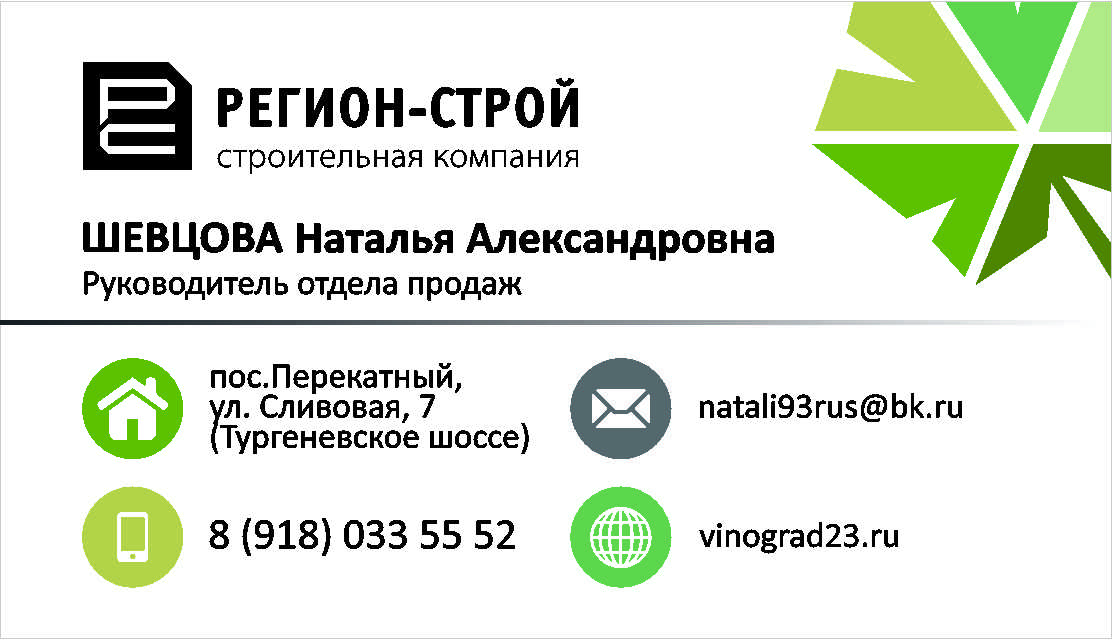 РЕГИОН-СТРОЙ
строительная компания
ШЕВЦОВА Наталья Александровна
Руководитель отдела продаж
пос.Перекатный,
ул. Сливовая, 7
(Тургеневское шоссе)
natali93rus@bk.ru
8 (918) 033 55 52
vinograd23.ru